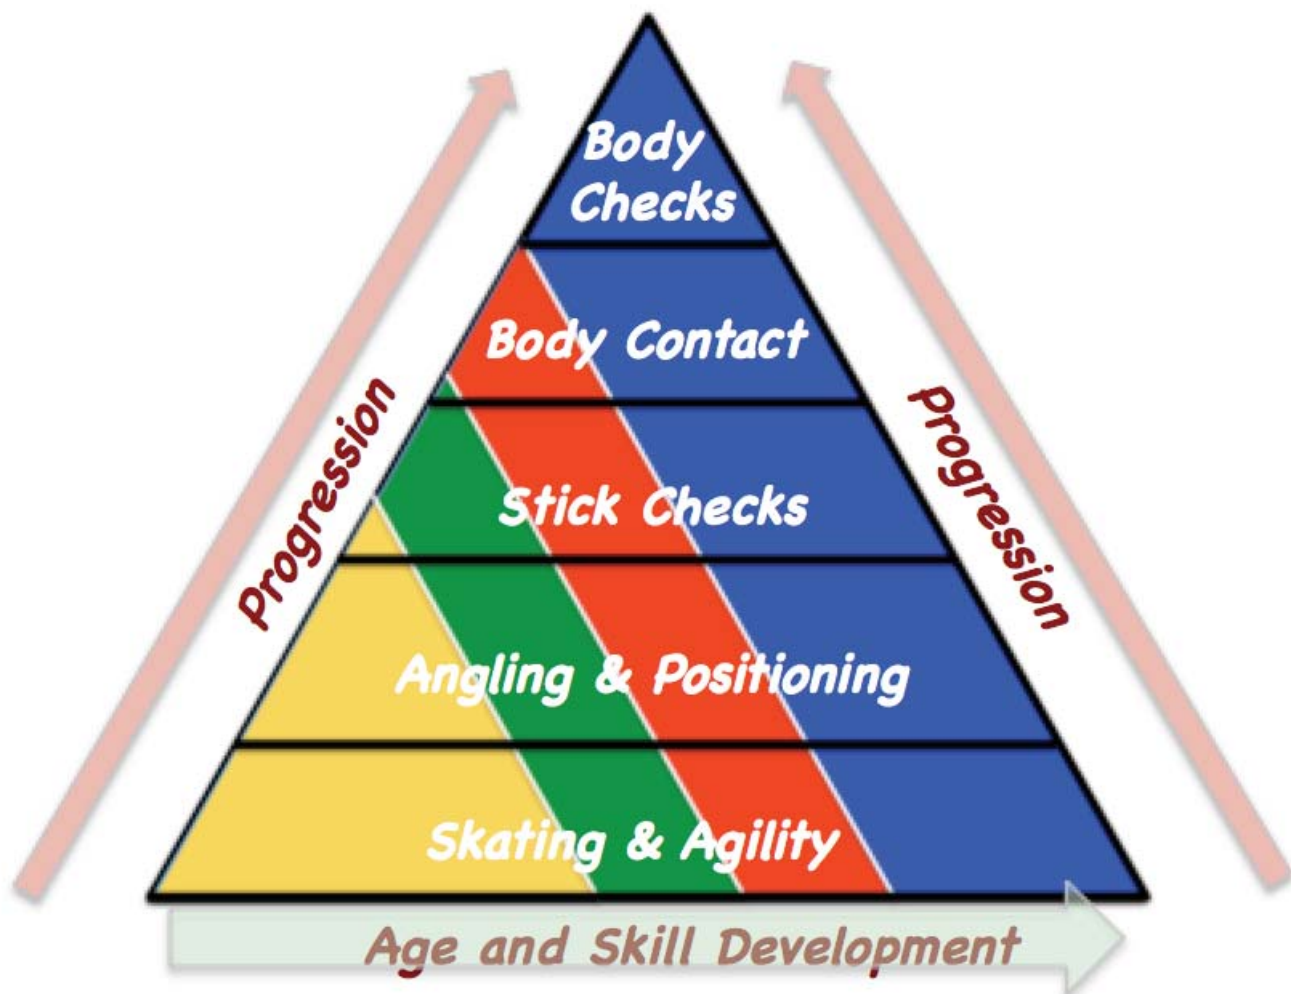 Body
Checks
Body Contact
Progression
Progression
Stick Checks
Angling & Positioning
Skating & Agility
Age and Skill Development